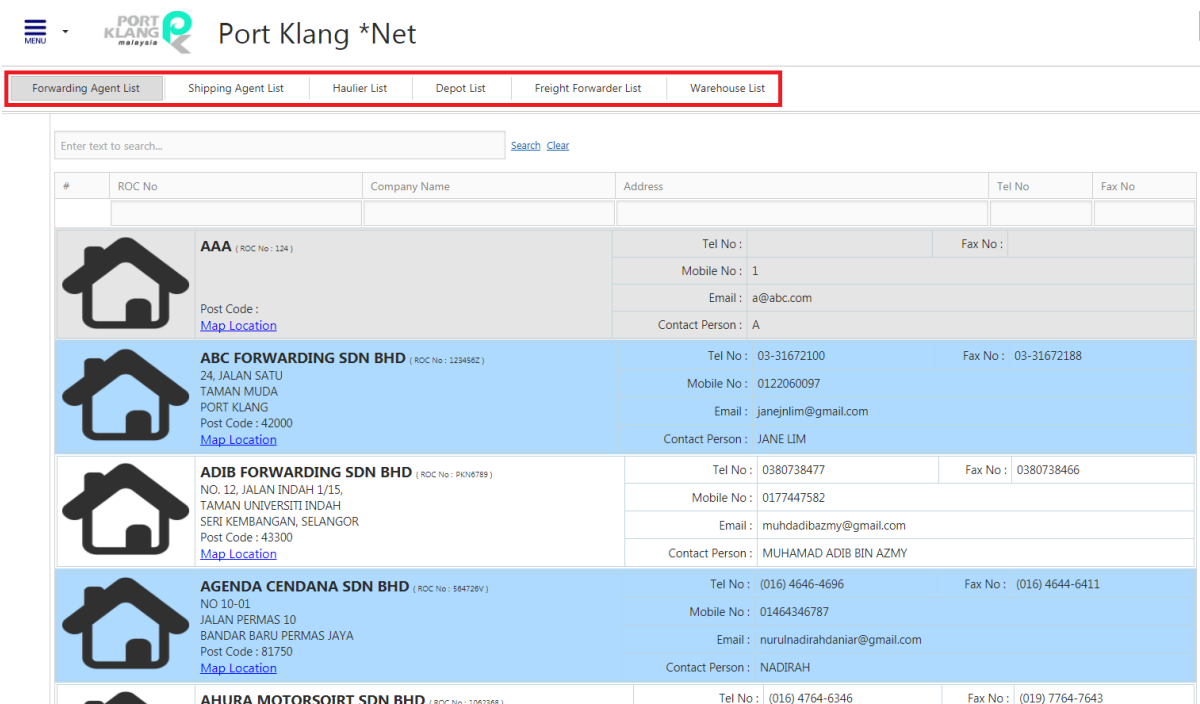 MENU
PORT
KLANG
malaysia
Port Klang *Net
Forwarding Agent List Shipping Agent List Haulier List Depot List Freight Forwarder List Warehouse List
Enter text to search... Search Clear
# ROC No Company Name Address Tel No Fax No
AAA ( ROC No : 124 )
Post Code :
Map Location
Tel No : Fax No :
Mobile No : 1
Email : a@abc.com
Contact Person : A
ABC FORWARDING SDN BHD ( ROC No : 123456Z )
24, JALAN SATU
TAMAN MUDA
PORT KLANG
Post Code : 42000
Map Location
Tel No : 03-31672100 Fax No : 03-31672188
Mobile No : 0122060097
Email : janejnlim@gmail.com
Contact Person : JANE LIM
ADIB FORWARDING SDN BHD ( ROC No : PKN6789 )
NO. 12, JALAN INDAH 1/15,
TAMAN UNIVERSITI INDAH
SERI KEMBANGAN, SELANGOR
Post Code : 43300
Map Location
Tel No : 0380738477 Fax No : 0380738466
Mobile No : 0177447582
Email : muhdadibazmy@gmail.com
Contact Person : MUHAMAD ADIB BIN AZMY
AGENDA CENDANA SDN BHD ( ROC No : 564726V )
NO 10-01
JALAN PERMAS 10
BANDAR BARU PERMAS JAYA
Post Code : 81750
Map Location
Tel No : (016) 4646-4696 Fax No : (016) 4644-6411
Mobile No : 01464346787
Email : nurulnadirahdaniar@gmail.com
Contact Person : NADIRAH
AHURA MOTORSOIRT SDN BHD ( ROC No : 1062368 )
Tel No : (016) 4764-6346 Fax No : (019) 7764-7643